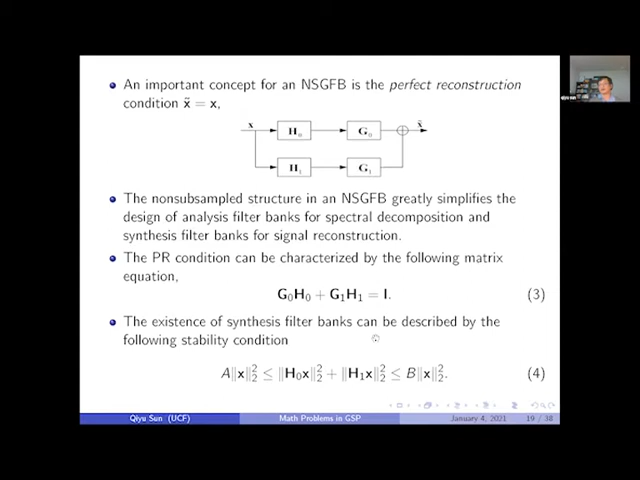 An important concept for an NSGFB is the perfect reconstruction
condition x̃ = x,
x H₀ G₀ x̃
H₁ G₁
The nonsubsampled structure in an NSGFB greatly simplifies the
design of analysis filter banks for spectral decomposition and
synthesis filter banks for signal reconstruction.
The PR condition can be characterized by the following matrix
equation,
G₀H₀ + G₁H₁ = I. (3)
The existence of synthesis filter banks can be described by the
following stability condition
A‖x‖₂² ≤ ‖H₀x‖₂² + ‖H₁x‖₂² ≤ B‖x‖₂². (4)
Qiyu Sun (UCF) Math Problems in GSP January 4, 2021 19 / 38
qiyu sun